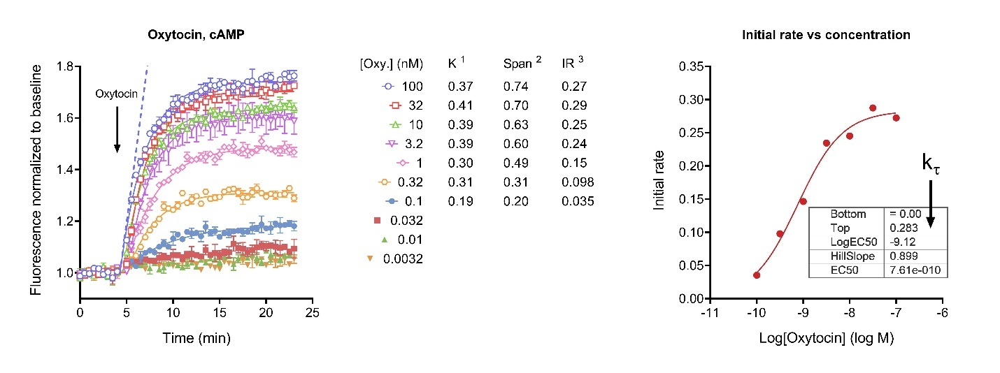 Oxytocin, cAMP
Fluorescence normalized to baseline
1.8
1.6
1.4
1.2
1.0
Oxytocin
0 5 10 15 20 25
Time (min)
[Oxy.] (nM) K 1 Span 2 IR 3
100 0.37 0.74 0.27
32 0.41 0.70 0.29
10 0.39 0.63 0.25
3.2 0.39 0.60 0.24
1 0.30 0.49 0.15
0.32 0.31 0.31 0.098
0.1 0.19 0.20 0.035
0.032
0.01
0.0032
Initial rate vs concentration
Initial rate
0.35
0.30
0.25
0.20
0.15
0.10
0.05
0.00
kτ
Bottom = 0.00
Top 0.283
LogEC50 -9.12
HillSlope 0.899
EC50 7.61e-010
-11 -10 -9 -8 -7 -6
Log[Oxytocin] (log M)